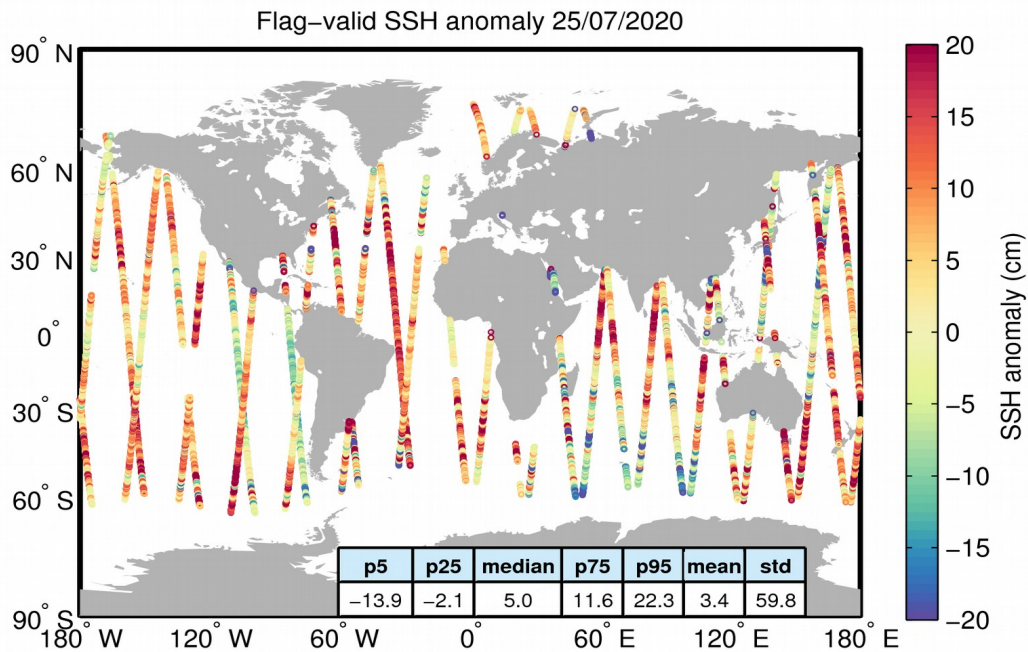 Flag−valid SSH anomaly 25/07/2020
90° N
60° N
30° N
0°
30° S
60° S
90° S
180° W
120° W
60° W
0°
60° E
120° E
180° E
p5 p25 median p75 p95 mean std
−13.9 −2.1 5.0 11.6 22.3 3.4 59.8
20
15
10
5
0
−5
−10
−15
−20
SSH anomaly (cm)